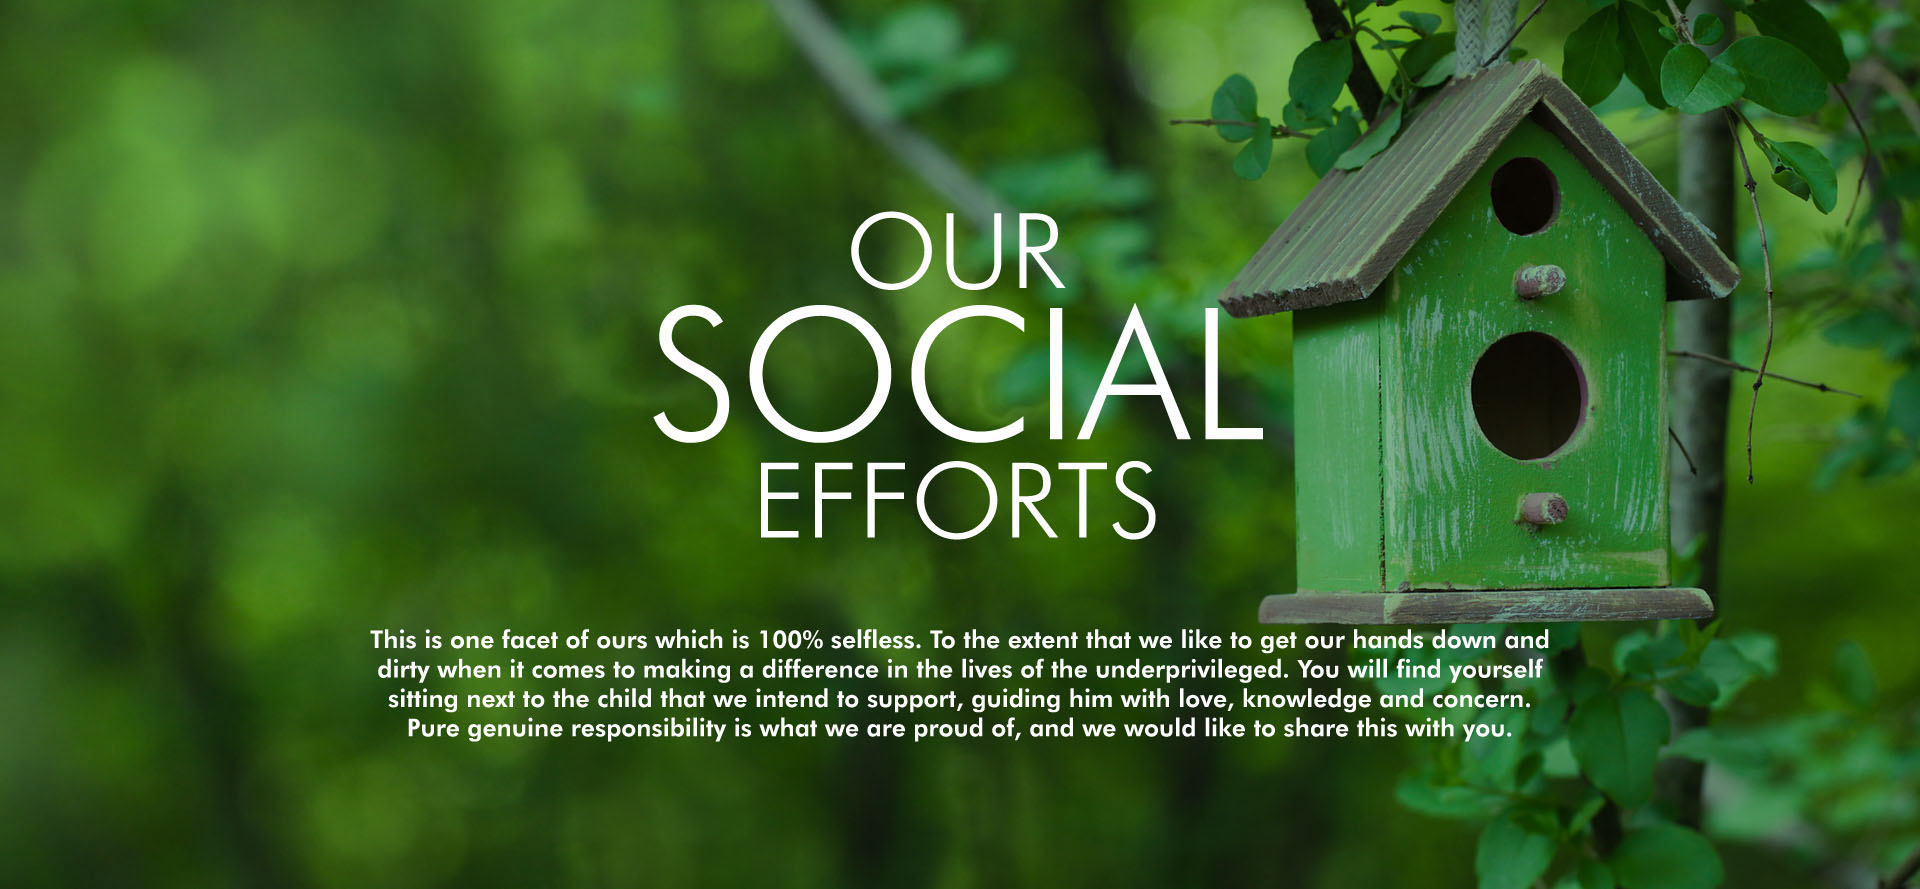 OUR
SOCIAL
EFFORTS
This is one facet of ours which is 100% selfless. To the extent that we like to get our hands down and
dirty when it comes to making a difference in the lives of the underprivileged. You will find yourself
sitting next to the child that we intend to support, guiding him with love, knowledge and concern.
Pure genuine responsibility is what we are proud of, and we would like to share this with you.